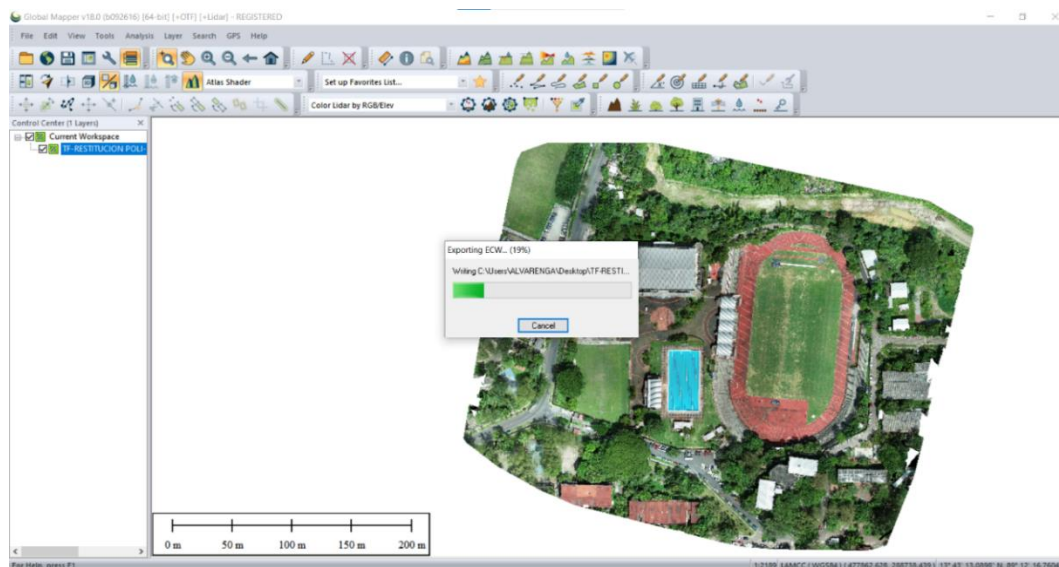 Global Mapper v18.0 (b092616) [64-bit] [+OTF] [+Lidar] - REGISTERED
File Edit View Tools Analysis Layer Search GPS Help
Atlas Shader
Set up Favorites List...
Color Lidar by RGB/Elev
Control Center (1 Layers)
Current Workspace
TF-RESTITUCION POLI-
Exporting ECW... (19%)
Writing C:\Users\ALVARENGA\Desktop\TF-RESTI...
Cancel
0 m 50 m 100 m 150 m 200 m
For Help, press F1